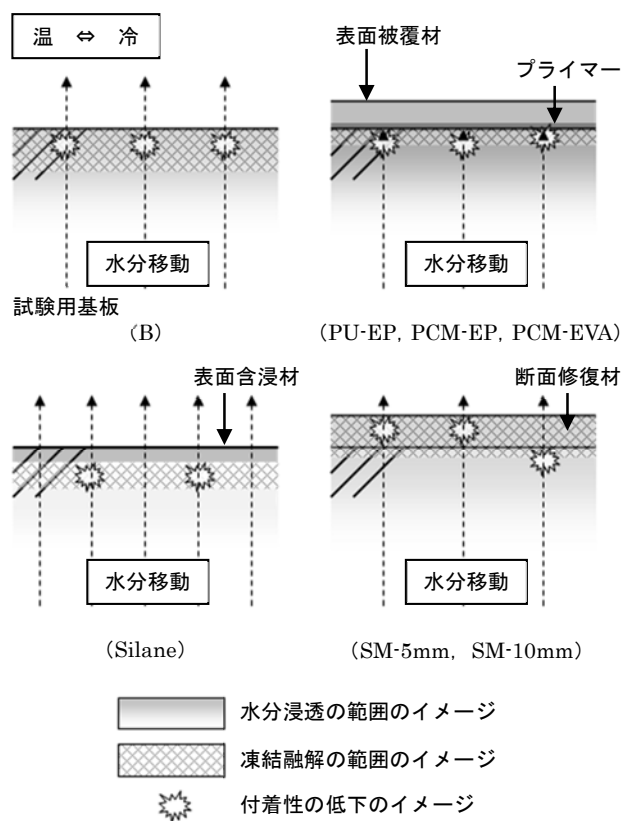 温 ⇔ 冷
水分移動
試験用基板
(B)
表面被覆材
プライマー
水分移動
(PU-EP, PCM-EP, PCM-EVA)
表面含浸材
水分移動
(Silane)
断面修復材
水分移動
(SM-5mm, SM-10mm)
水分浸透の範囲のイメージ
凍結融解の範囲のイメージ
付着性の低下のイメージ